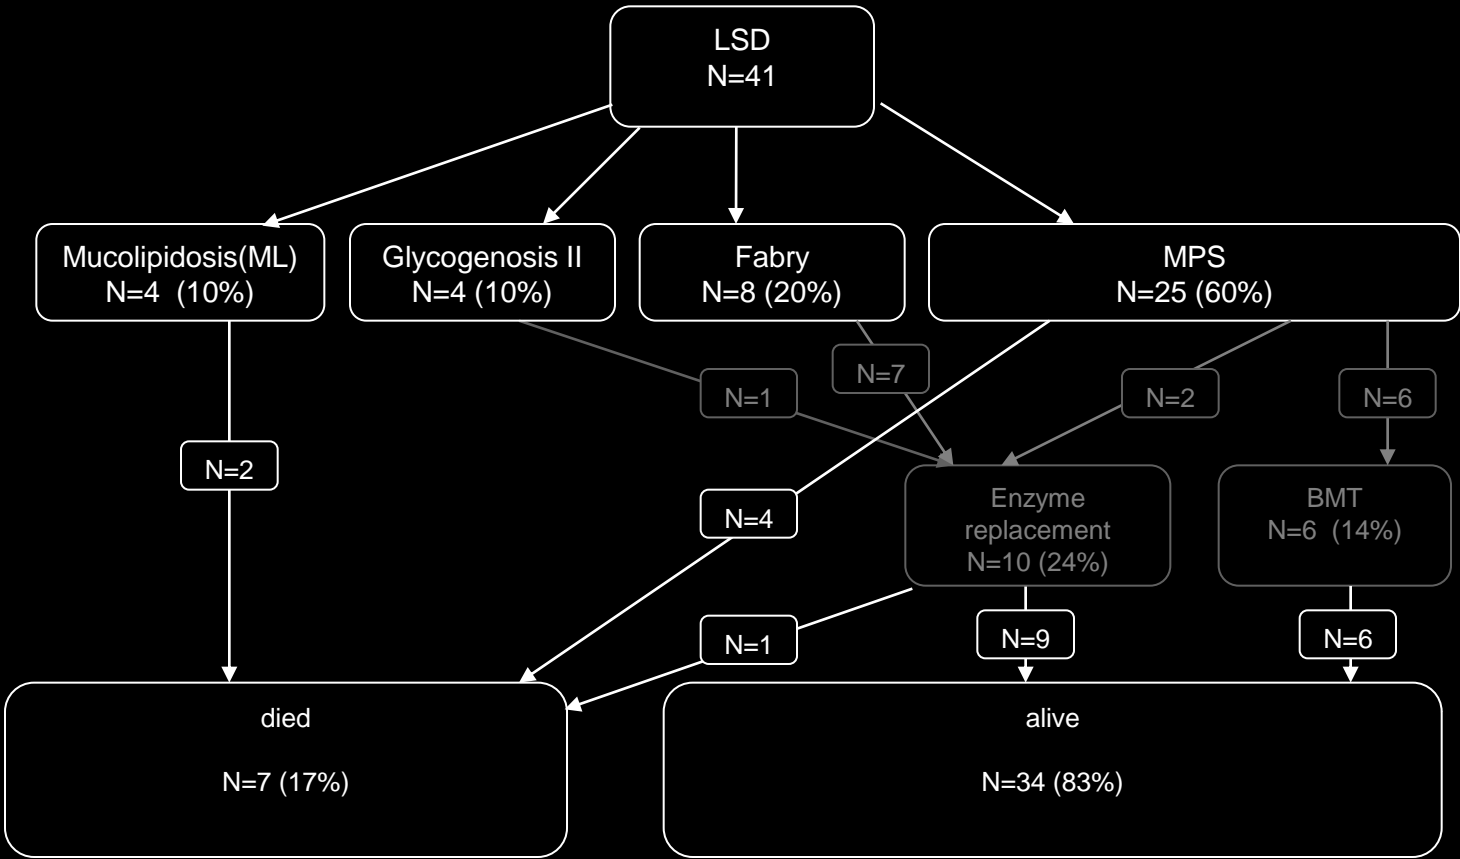 LSD
N=41
Mucolipidosis(ML)
N=4 (10%)
Glycogenosis II
N=4 (10%)
Fabry
N=8 (20%)
MPS
N=25 (60%)
N=7
N=1
N=2
N=6
N=2
N=4
Enzyme
replacement
N=10 (24%)
BMT
N=6 (14%)
N=1
N=9
N=6
died
N=7 (17%)
alive
N=34 (83%)